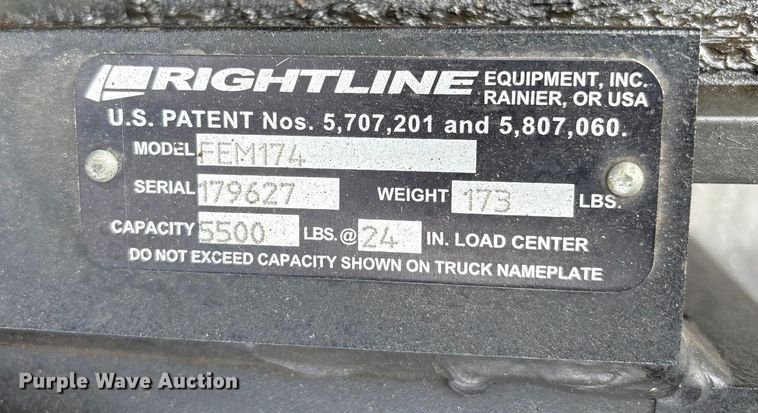 RIGHTLINE EQUIPMENT, INC.
RAINIER, OR USA
U.S. PATENT Nos. 5,707,201 and 5,807,060.
MODEL FEM174
SERIAL 179627 WEIGHT 173 LBS.
CAPACITY 5500 LBS. @ 24 IN. LOAD CENTER
DO NOT EXCEED CAPACITY SHOWN ON TRUCK NAMEPLATE
Purple Wave Auction